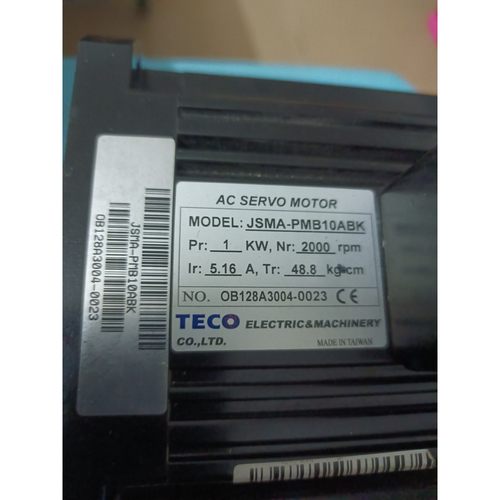 AC SERVO MOTOR
MODEL: JSMA-PMB10ABK
Pr: 1 KW, Nr: 2000 rpm
Ir: 5.16 A, Tr: 48.8 kg-cm
NO. OB128A3004-0023 CE
TECO ELECTRIC&MACHINERY
CO.,LTD. MADE IN TAIWAN
JSMA-PMB10ABK
OB128A3004-0023